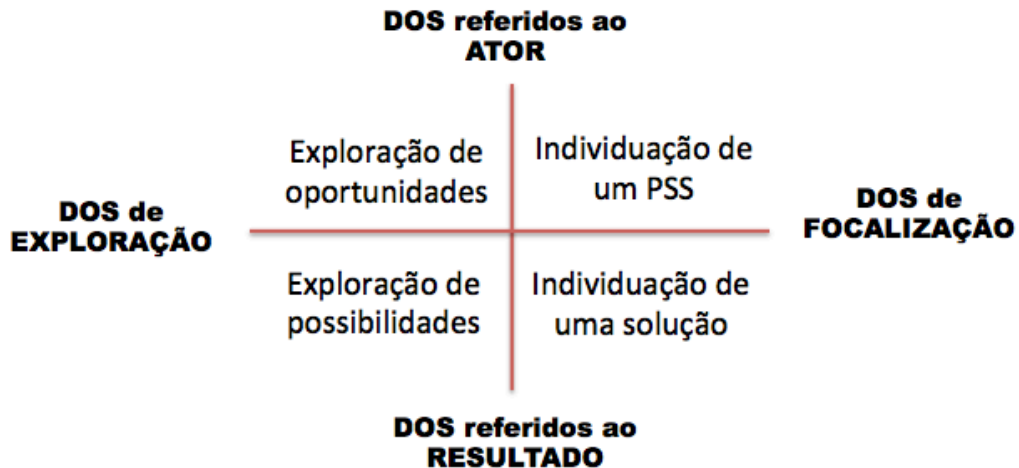 DOS referidos ao
ATOR
Exploração de
oportunidades
Individuação de
um PSS
DOS de
EXPLORAÇÃO
DOS de
FOCALIZAÇÃO
Exploração de
possibilidades
Individuação de
uma solução
DOS referidos ao
RESULTADO